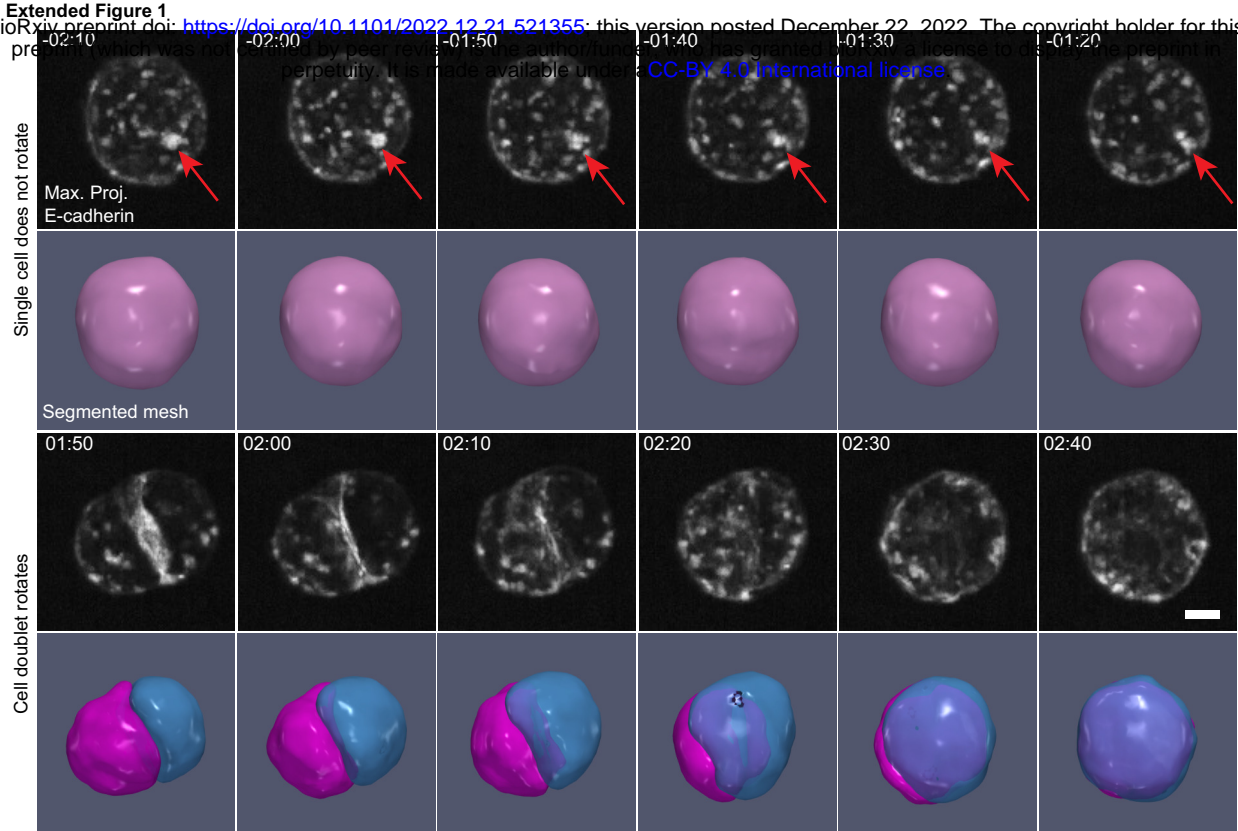 Extended Figure 1
ioRxiv preprint doi: https://doi.org/10.1101/2022.12.21.521355; this version posted December 22, 2022. The copyright holder for this
preprint (which was not certified by peer review) is the author/funder, who has granted bioRxiv a license to display the preprint in
perpetuity. It is made available under a CC-BY 4.0 International license.
-02:10 -02:00 -01:50 -01:40 -01:30 -01:20
Single cell does not rotate
Max. Proj.
E-cadherin
Segmented mesh
01:50 02:00 02:10 02:20 02:30 02:40
Cell doublet rotates